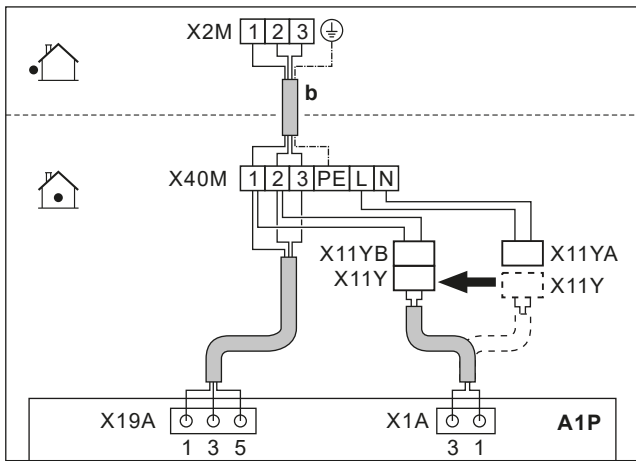 X2M 1 2 3
b
X40M 1 2 3 PE L N
X11YB X11YA
X11Y X11Y
X19A X1A A1P
1 3 5 3 1